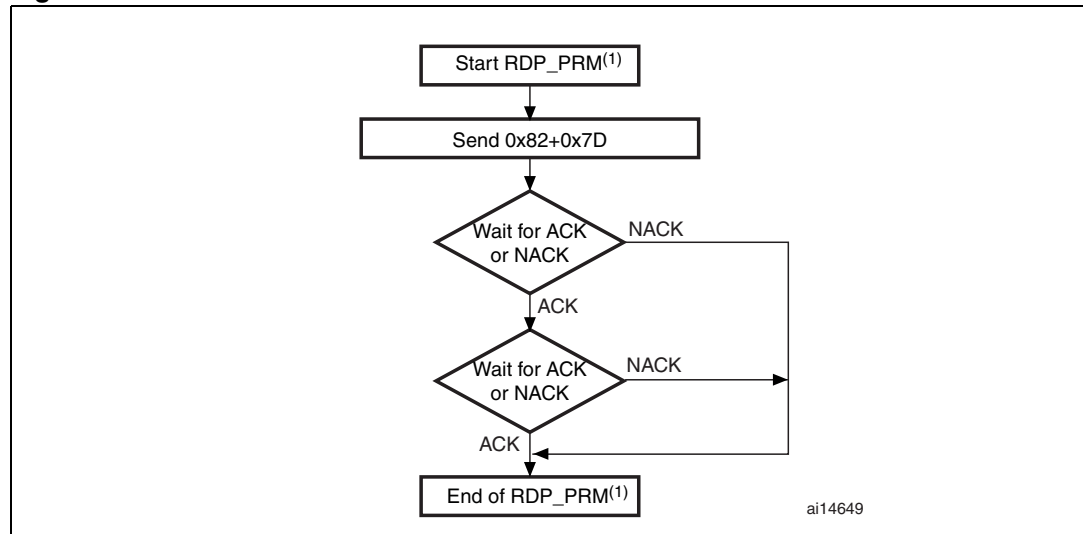 Start RDP_PRM(1)
Send 0x82+0x7D
Wait for ACK
or NACK
NACK
ACK
Wait for ACK
or NACK
NACK
ACK
End of RDP_PRM(1)
ai14649